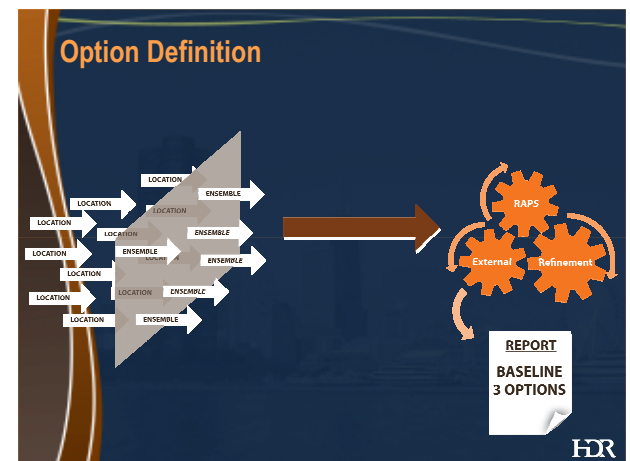 Option Definition
LOCATION
ENSEMBLE
LOCATION
LOCATION
LOCATION
LOCATION
ENSEMBLE
LOCATION
ENSEMBLE
LOCATION
ENSEMBLE
LOCATION
LOCATION
LOCATION
ENSEMBLE
LOCATION
ENSEMBLE
RAPS
External
Refinement
REPORT
BASELINE
3 OPTIONS
HDR